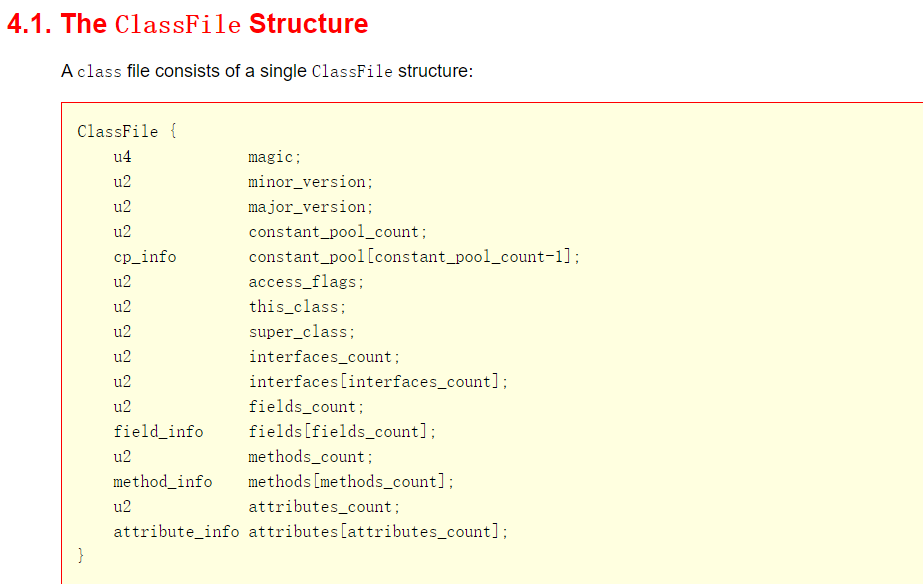 4.1. The ClassFile Structure
A class file consists of a single ClassFile structure:
ClassFile {
u4 magic;
u2 minor_version;
u2 major_version;
u2 constant_pool_count;
cp_info constant_pool[constant_pool_count-1];
u2 access_flags;
u2 this_class;
u2 super_class;
u2 interfaces_count;
u2 interfaces[interfaces_count];
u2 fields_count;
field_info fields[fields_count];
u2 methods_count;
method_info methods[methods_count];
u2 attributes_count;
attribute_info attributes[attributes_count];
}